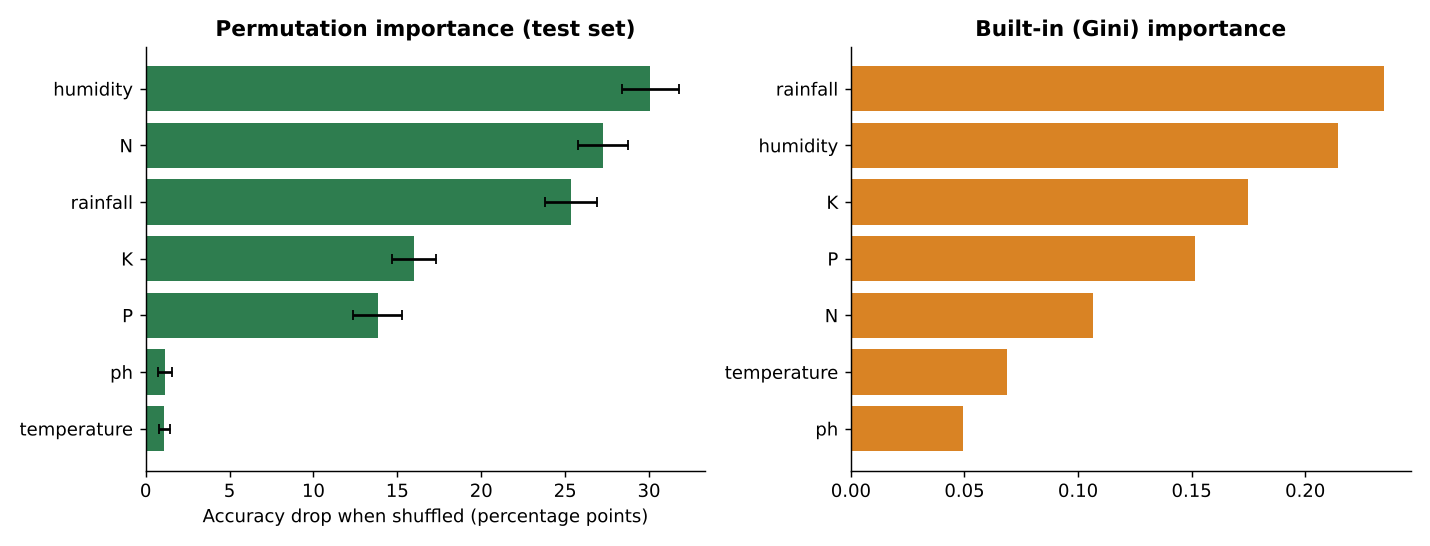 Permutation importance (test set)
humidity
N
rainfall
K
P
ph
temperature
0 5 10 15 20 25 30
Accuracy drop when shuffled (percentage points)
Built-in (Gini) importance
rainfall
humidity
K
P
N
temperature
ph
0.00 0.05 0.10 0.15 0.20